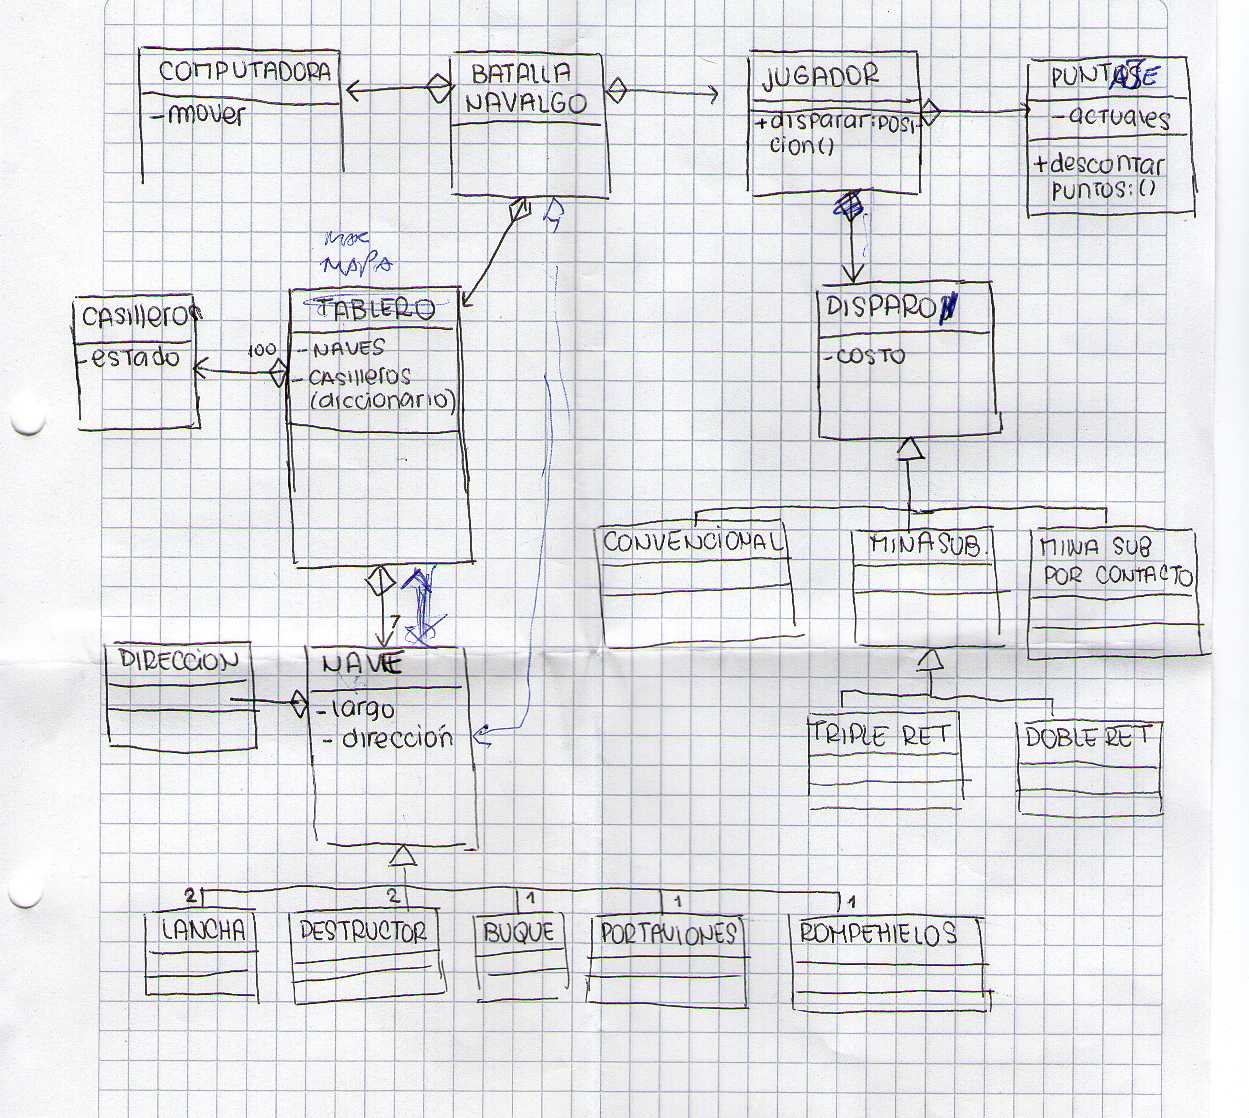 COMPUTADORA
-mover
BATALLA
NAVALGO
JUGADOR
+disparar:posi-
cion()
PUNTAJE
-actuales
+descontar
PUNTOS:()
MAPA
TABLERO
-NAVES
-CASilleros
(diccionario)
CASillero
-estado
100
DISPARO
-COSTO
CONVENCIONAL
MINA SUB.
MINA SUB
POR CONTACTO
TRIPLE RET
DOBLE RET
7
DIRECCION
NAVE
-largo
-dirección
2
2
1
1
1
LANCHA
DESTRUCTOR
BUQUE
PORTAVIONES
ROMPEHIELOS